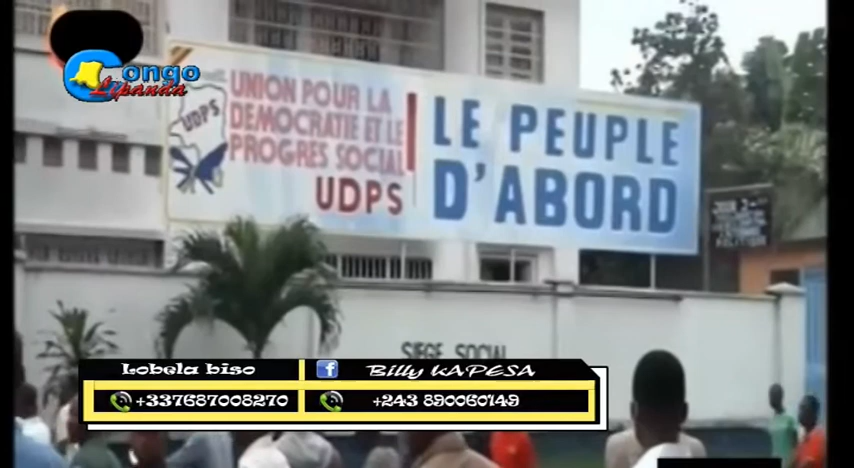 Congo
Lipanda
UDPS
UNION POUR LA
DEMOCRATIE ET LE
PROGRES SOCIAL
UDPS
LE PEUPLE
D'ABORD
SIEGE SOCIAL
Lobela biso
Billy KAPESA
+337687008270
+243 890060149